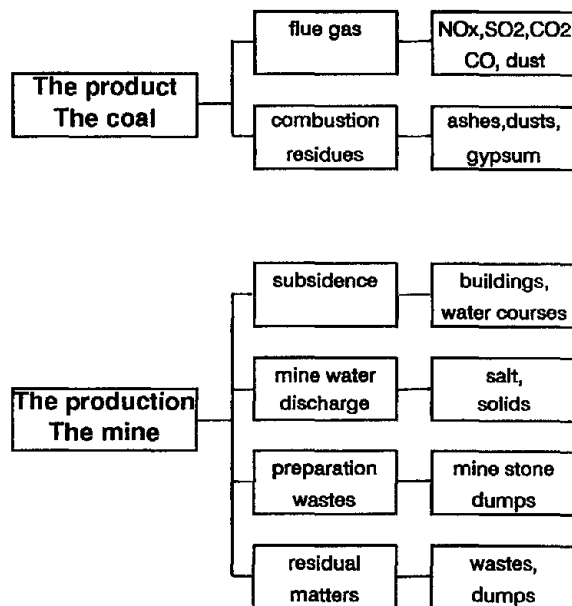 The product
The coal
flue gas
NOx,SO2,CO2
CO, dust
combustion
residues
ashes,dusts,
gypsum
The production
The mine
subsidence
buildings,
water courses
mine water
discharge
salt,
solids
preparation
wastes
mine stone
dumps
residual
matters
wastes,
dumps